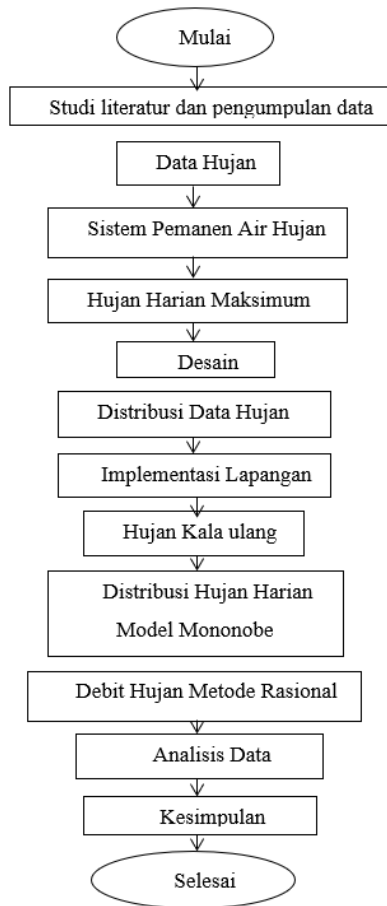 Mulai
Studi literatur dan pengumpulan data
Data Hujan
Sistem Pemanen Air Hujan
Hujan Harian Maksimum
Desain
Distribusi Data Hujan
Implementasi Lapangan
Hujan Kala ulang
Distribusi Hujan Harian
Model Mononobe
Debit Hujan Metode Rasional
Analisis Data
Kesimpulan
Selesai